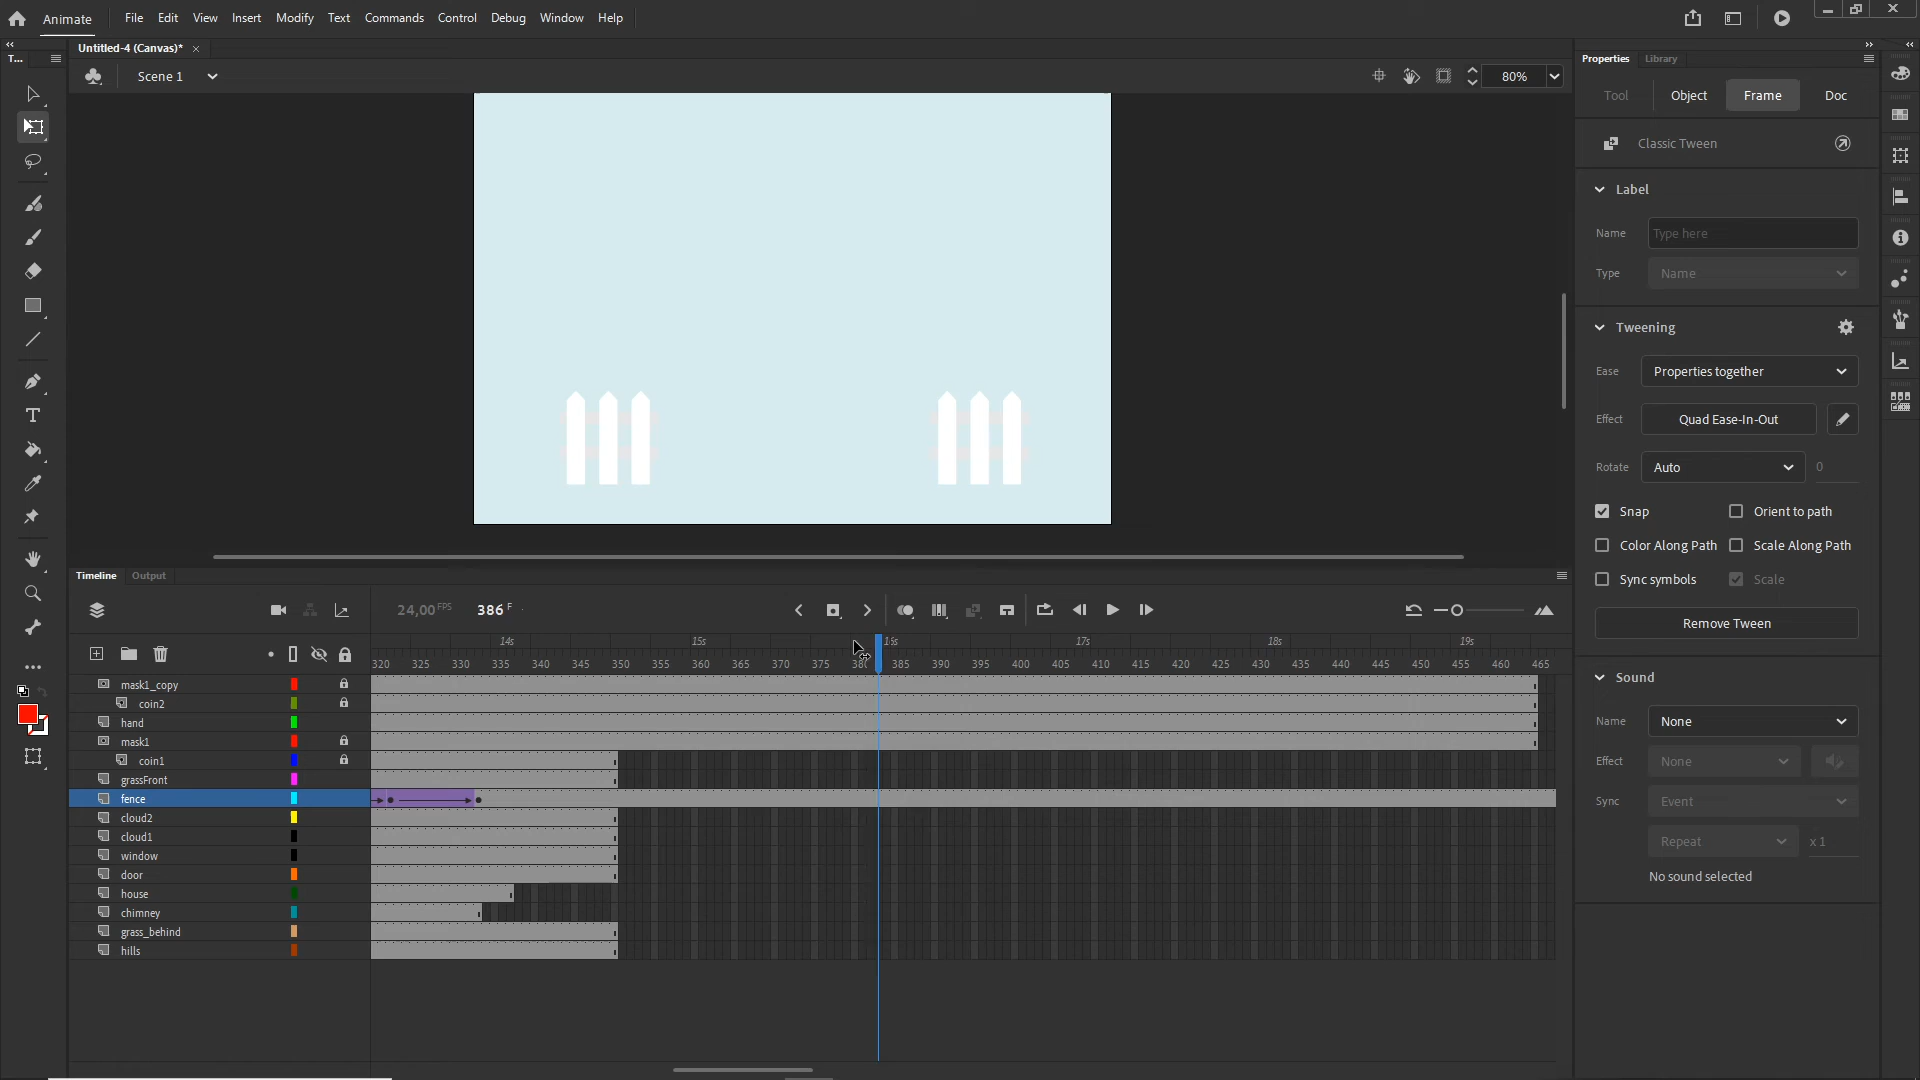 Animate File Edit View Insert Modify Text Commands Control Debug Window Help
T...
Untitled-4 (Canvas)* ×
Scene 1
80%
Properties Library
Tool Object Frame Doc
Classic Tween
Label
Name Type here
Type Name
Tweening
Ease Properties together
Effect Quad Ease-In-Out
Rotate Auto 0
Snap Orient to path
Color Along Path Scale Along Path
Sync symbols Scale
Remove Tween
Sound
Name None
Effect None
Sync Event
Repeat x 1
No sound selected
Timeline Output
24,00 FPS 386 F
14s 15s 17s 18s 19s
320 325 330 335 340 345 350 355 360 365 370 375 385 390 395 400 405 410 415 420 425 430 435 440 445 450 455 460 465
mask1_copy
coin2
hand
mask1
coin1
grassFront
fence
cloud2
cloud1
window
door
house
chimney
grass_behind
hills